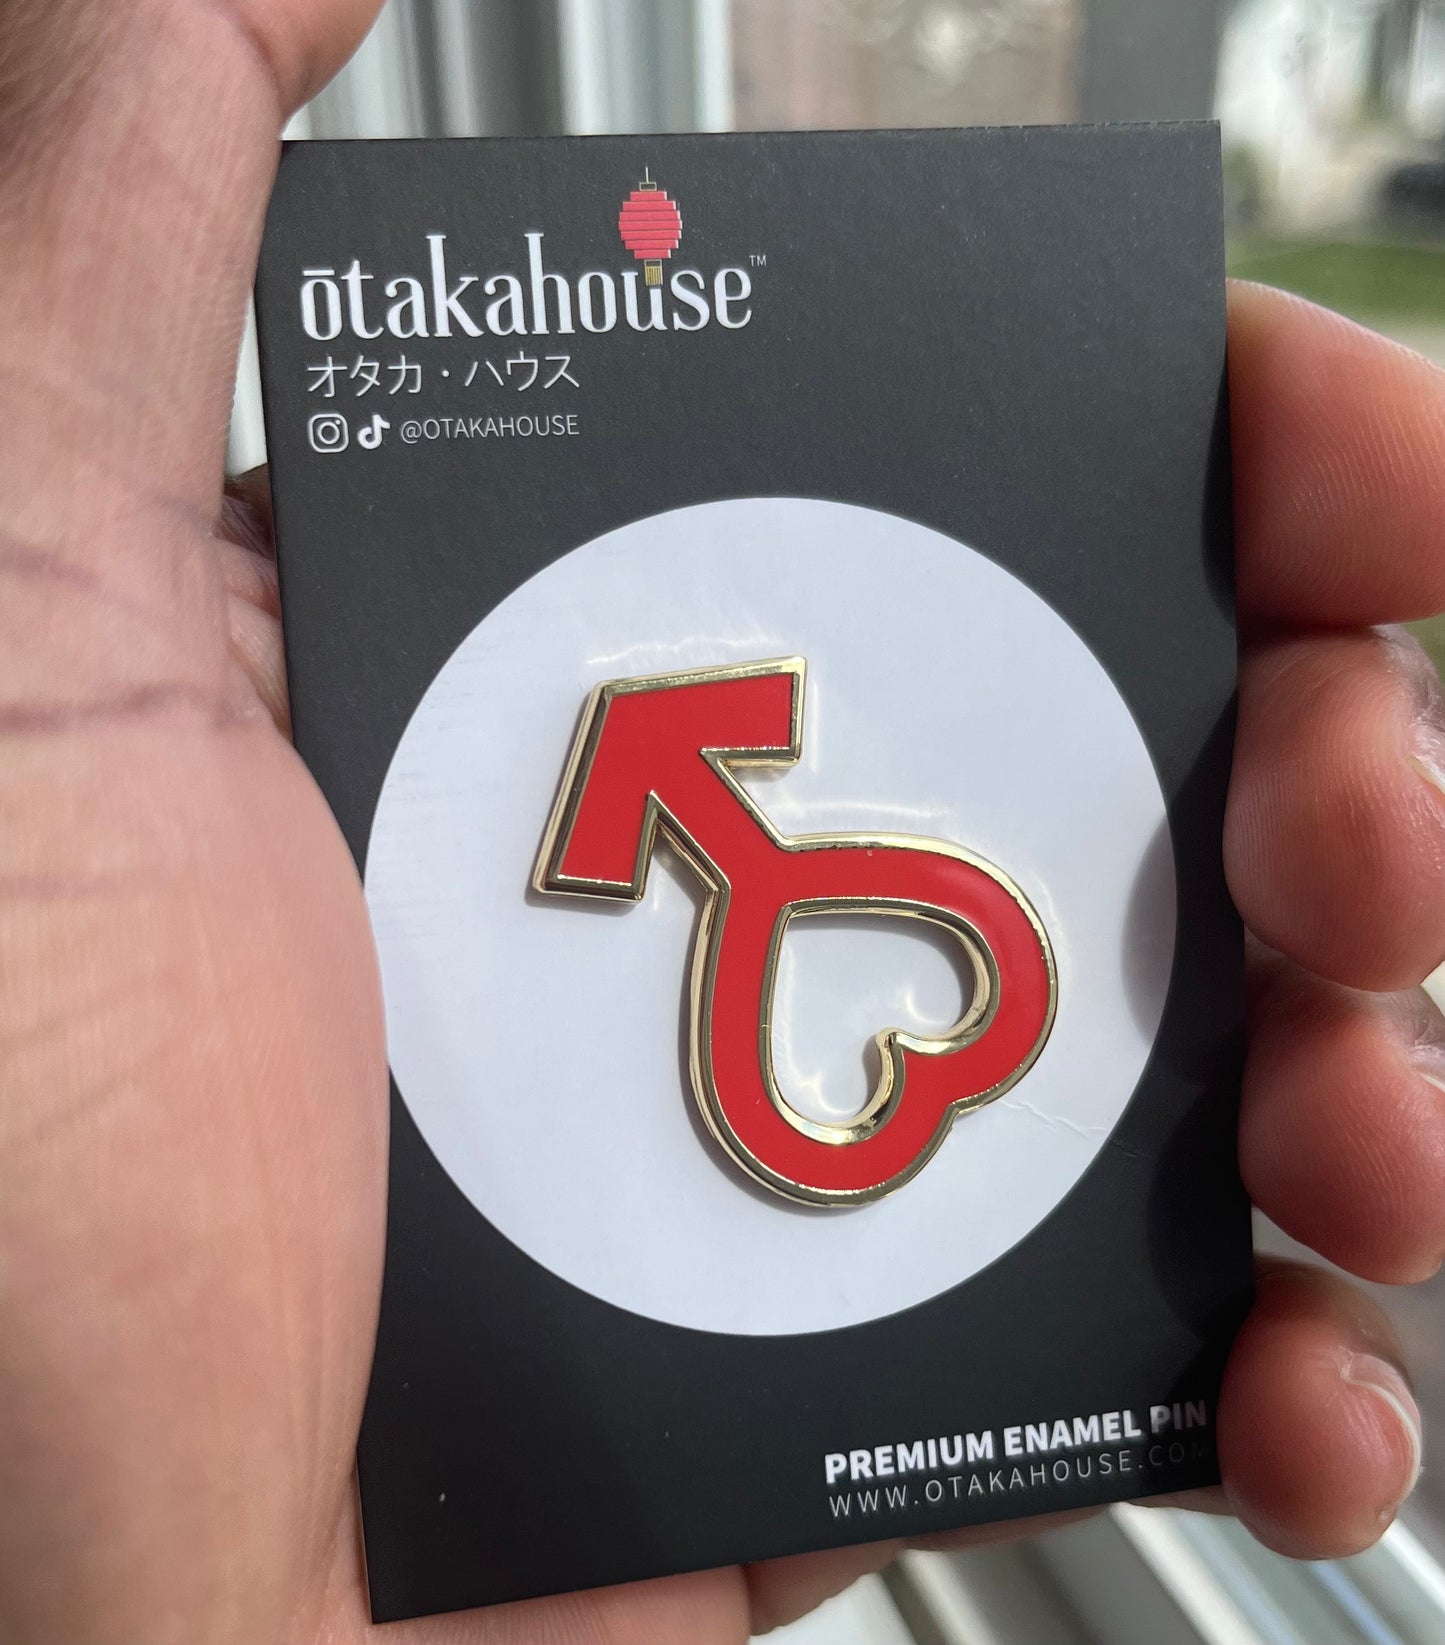 ōtakahouse™
オタカ・ハウス
@OTAKAHOUSE
PREMIUM ENAMEL PIN
WWW.OTAKAHOUSE.COM